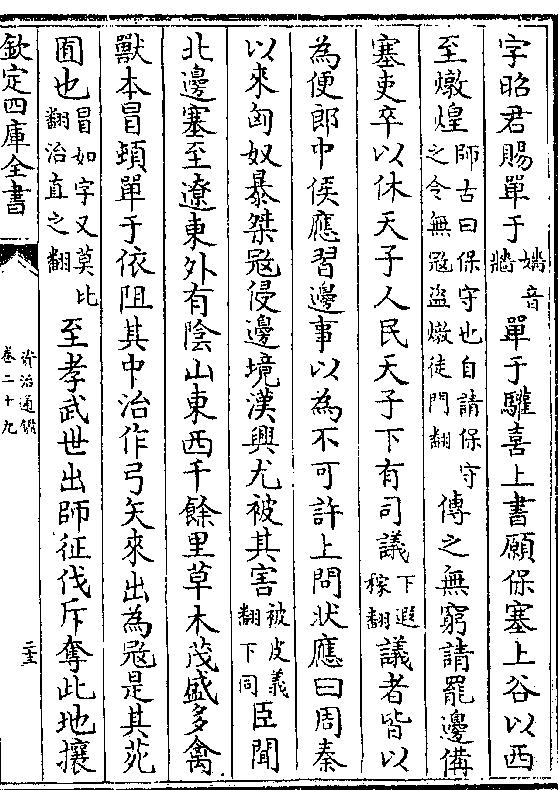 字昭君賜單于嬙音牆單于驩喜上書願保塞上谷以西
至燉煌師古曰保守也自請保守之令無冦盜燉徒門翻傳之無窮請罷邊備
塞吏卒以休天子人民天子下有司議下遐稼翻議者皆以
為便郎中侯應習邊事以為不可許上問狀應曰周秦
以來匈奴暴桀冦侵邊境漢興尤被其害被皮義翻下同臣聞
北邊塞至遼東外有陰山東西千餘里草木茂盛多禽
獸本冒頓單于依阻其中治作弓矢來出為冦是其苑
囿也冒如字又莫比翻治直之翻至孝武世出師征伐斥奪此地攘
欽定四庫全書
資治通鑑
卷二十九
二十三